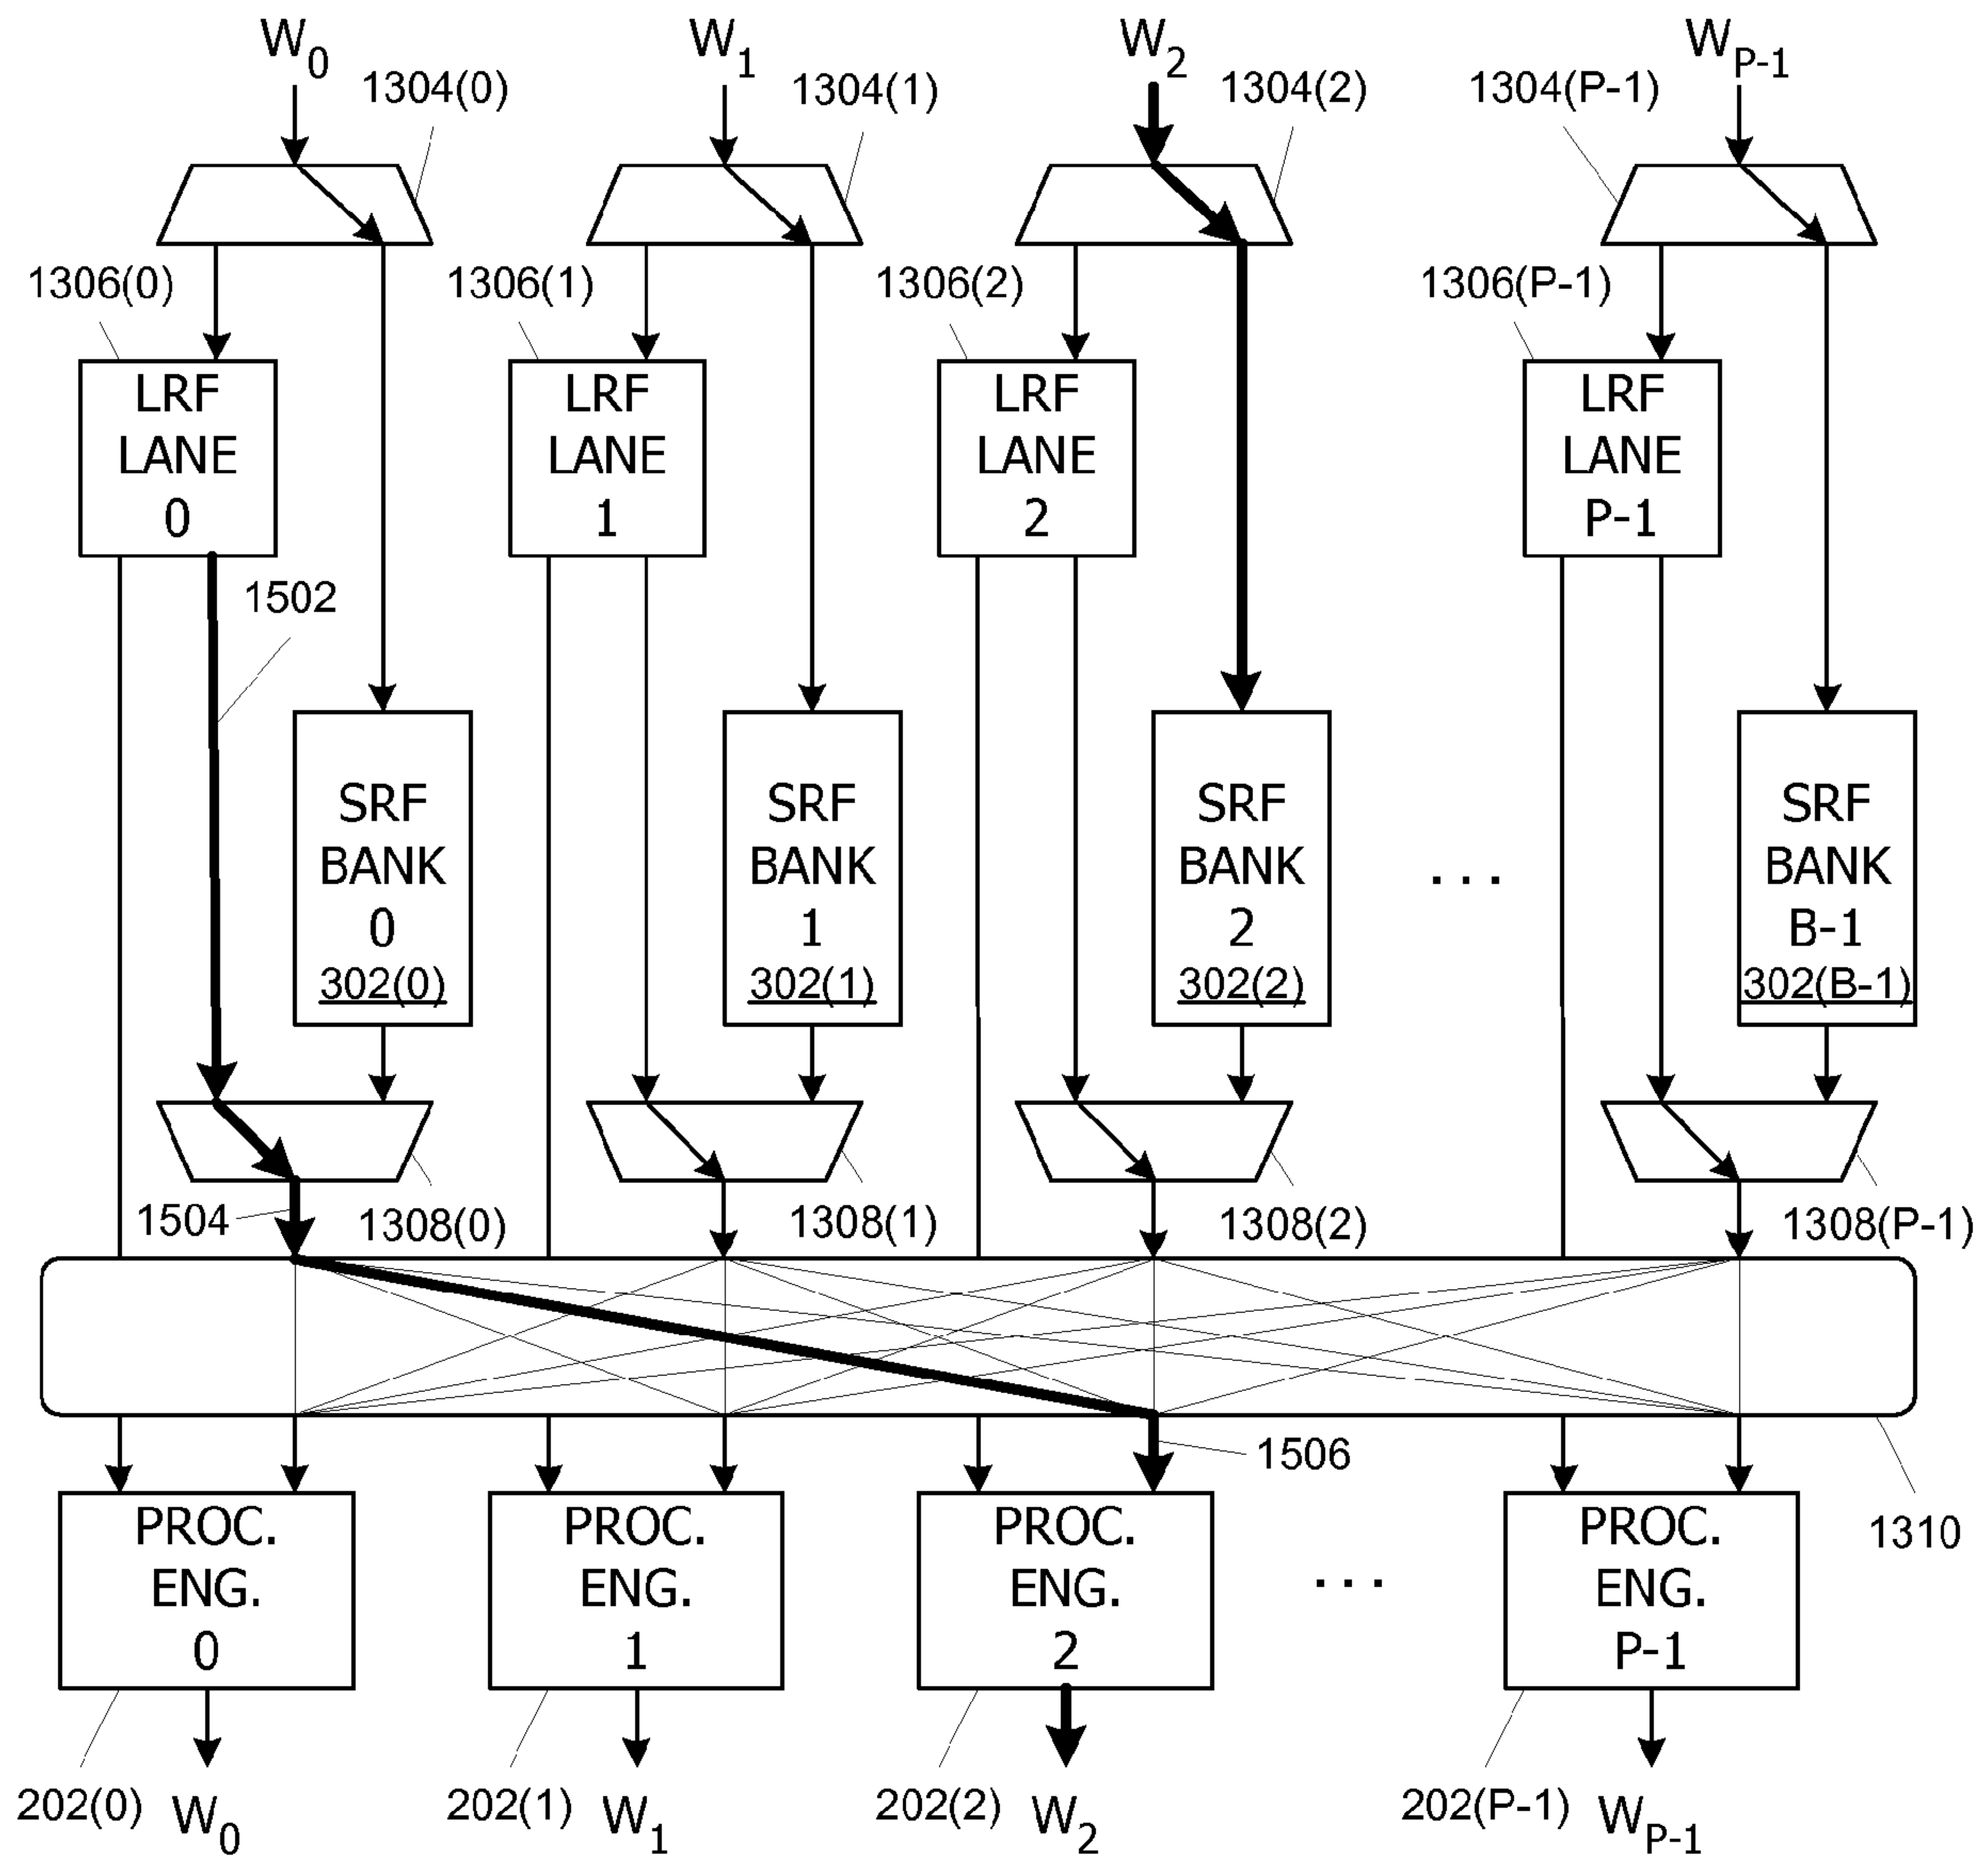 W0
W1
W2
WP-1
1304(0)
1304(1)
1304(2)
1304(P-1)
1306(0)
1306(1)
1306(2)
1306(P-1)
LRF
LANE
0
LRF
LANE
1
LRF
LANE
2
LRF
LANE
P-1
1502
SRF
BANK
0
302(0)
SRF
BANK
1
302(1)
SRF
BANK
2
302(2)
. . .
SRF
BANK
B-1
302(B-1)
1504
1308(0)
1308(1)
1308(2)
1308(P-1)
1506
1310
PROC.
ENG.
0
PROC.
ENG.
1
PROC.
ENG.
2
. . .
PROC.
ENG.
P-1
202(0)
W0
202(1)
W1
202(2)
W2
202(P-1)
WP-1